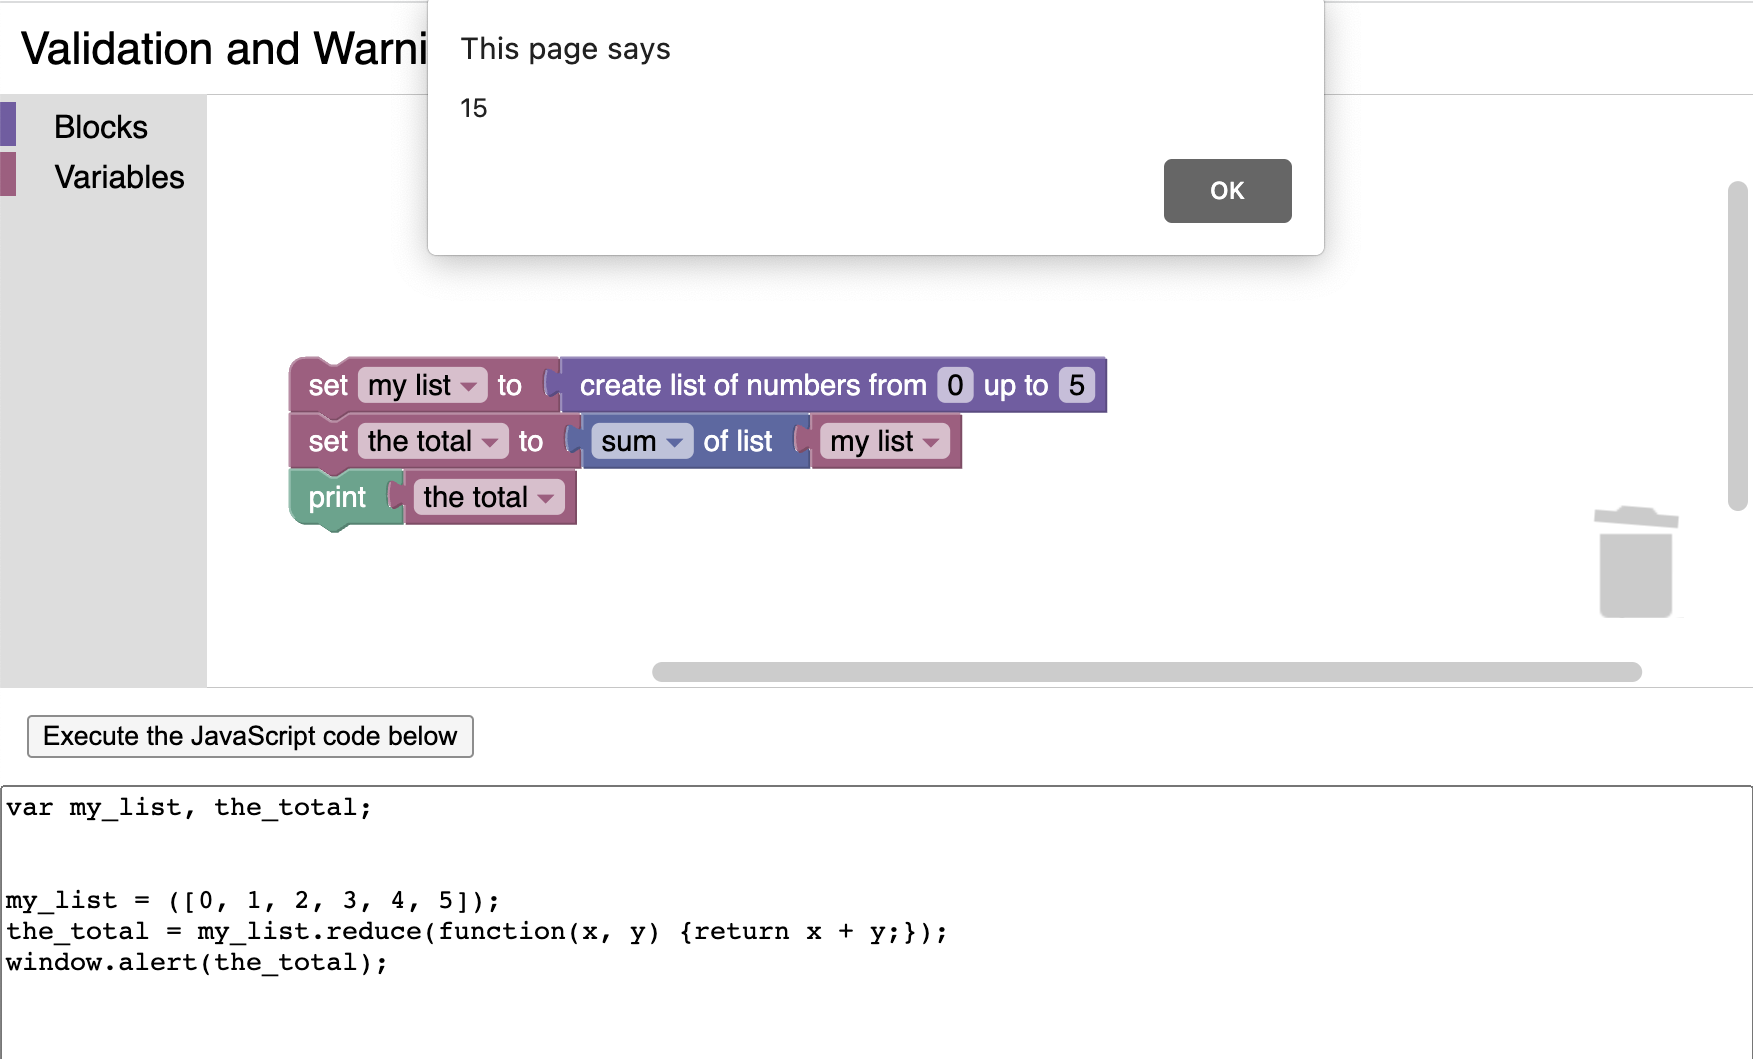 Validation and Warni
This page says
15
OK
Blocks
Variables
set my list to create list of numbers from 0 up to 5
set the total to sum of list my list
print the total
Execute the JavaScript code below
var my_list, the_total;
my_list = ([0, 1, 2, 3, 4, 5]);
the_total = my_list.reduce(function(x, y) {return x + y;});
window.alert(the_total);